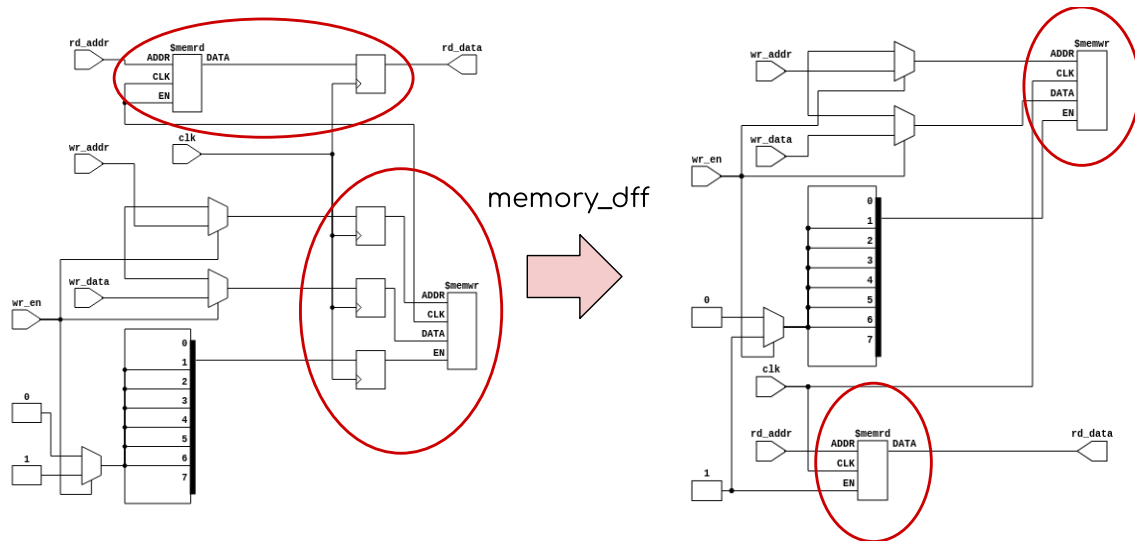 rd_addr
$memrd
ADDR
DATA
CLK
EN
rd_data
clk
wr_addr
wr_data
wr_en
$memwr
ADDR
CLK
DATA
EN
0
1
2
3
4
5
6
7
0
1
memory_dff
wr_addr
wr_data
wr_en
$memwr
ADDR
CLK
DATA
EN
0
1
2
3
4
5
6
7
0
1
clk
rd_addr
$memrd
ADDR
DATA
CLK
EN
rd_data
1